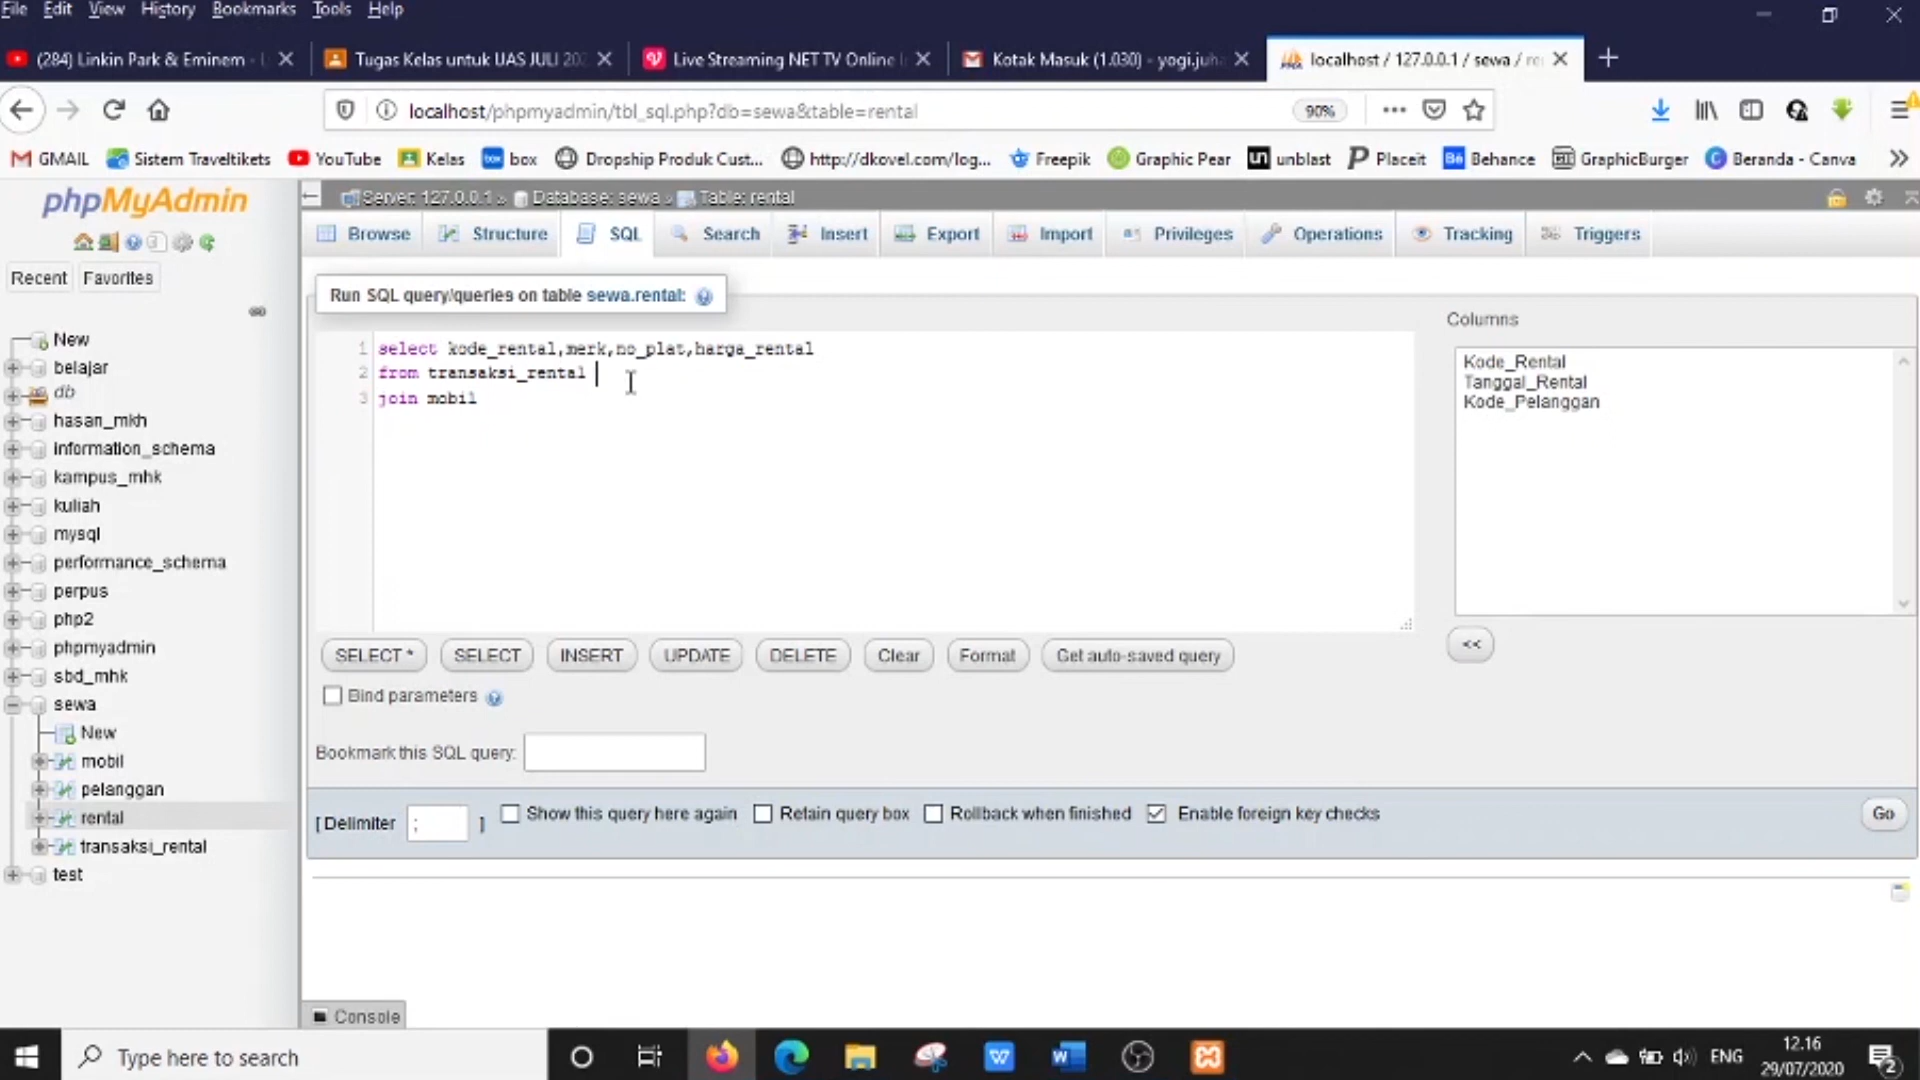 File Edit View History Bookmarks Tools Help
(284) Linkin Park & Eminem -
Tugas Kelas untuk UAS JULI 202
Live Streaming NET TV Online
Kotak Masuk (1.030) - yogi.juha
localhost / 127.0.0.1 / sewa / re
localhost/phpmyadmin/tbl_sql.php?db=sewa&table=rental
90%
GMAIL Sistem Traveltikets YouTube Kelas box Dropship Produk Cust... http://dkovel.com/log... Freepik Graphic Pear unblast Placeit Behance GraphicBurger Beranda - Canva
phpMyAdmin
Server: 127.0.0.1 » Database: sewa » Table: rental
Browse Structure SQL Search Insert Export Import Privileges Operations Tracking Triggers
Recent Favorites
New
belajar
db
hasan_mkh
information_schema
kampus_mhk
kuliah
mysql
performance_schema
perpus
php2
phpmyadmin
sbd_mhk
sewa
New
mobil
pelanggan
rental
transaksi_rental
test
Run SQL query/queries on table sewa.rental:
1 select kode_rental,merk,no_plat,harga_rental
2 from transaksi_rental
3 join mobil
Columns
Kode_Rental
Tanggal_Rental
Kode_Pelanggan
<<
SELECT * SELECT INSERT UPDATE DELETE Clear Format Get auto-saved query
Bind parameters
Bookmark this SQL query:
[ Delimiter ; ] Show this query here again Retain query box Rollback when finished Enable foreign key checks Go
Console
Type here to search
ENG
12.16
29/07/2020
2